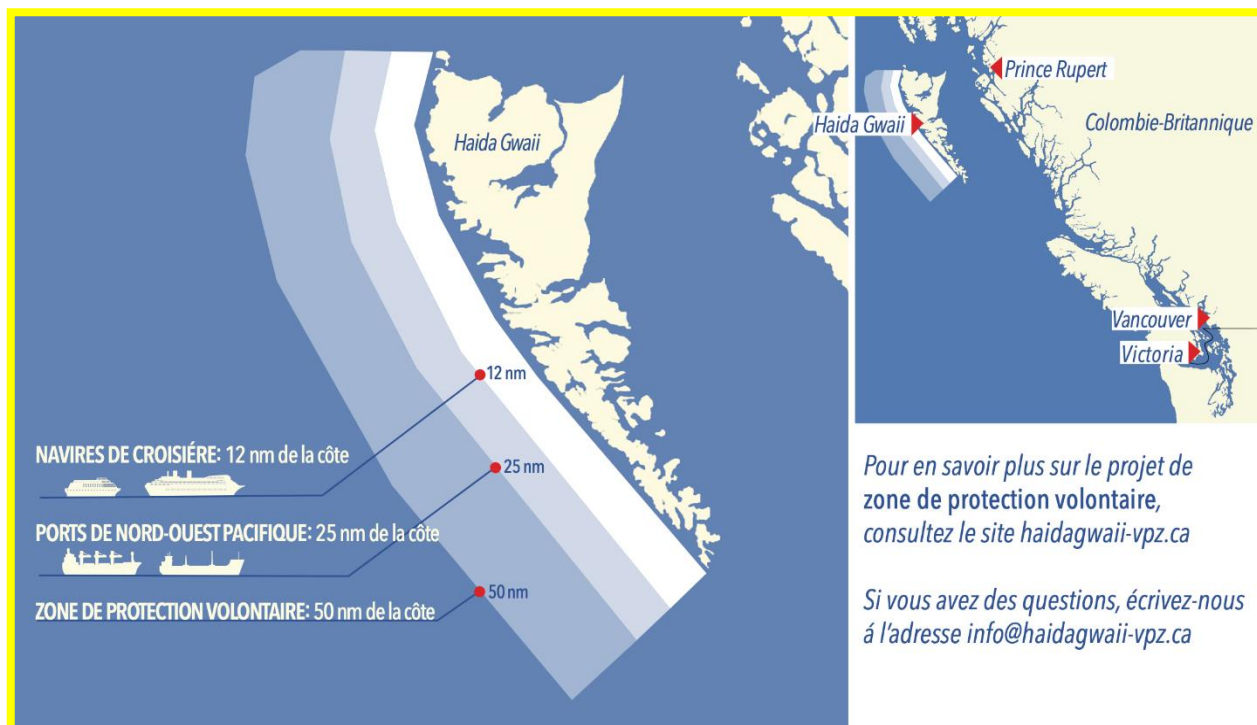 Haida Gwaii
12 nm
25 nm
50 nm
NAVIRES DE CROISIÉRE: 12 nm de la côte
PORTS DE NORD-OUEST PACIFIQUE: 25 nm de la côte
ZONE DE PROTECTION VOLONTAIRE: 50 nm de la côte
Prince Rupert
Haida Gwaii
Colombie-Britannique
Vancouver
Victoria
Pour en savoir plus sur le projet de
zone de protection volontaire,
consultez le site haidagwaii-vpz.ca
Si vous avez des questions, écrivez-nous
á l'adresse info@haidagwaii-vpz.ca